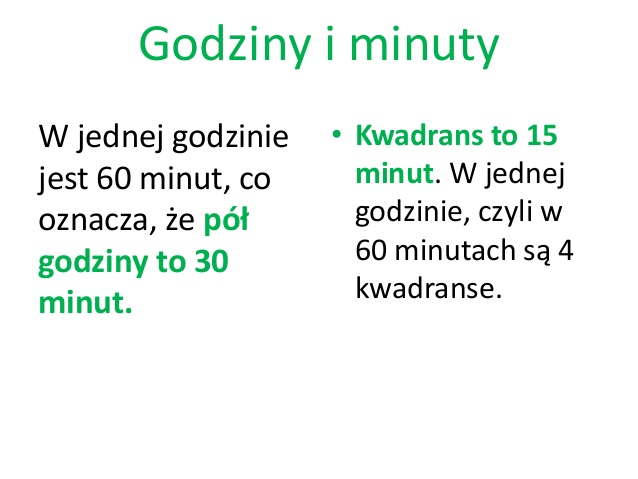 Godziny i minuty
W jednej godzinie
jest 60 minut, co
oznacza, że pół
godziny to 30
minut.
• Kwadrans to 15
minut. W jednej
godzinie, czyli w
60 minutach są 4
kwadranse.